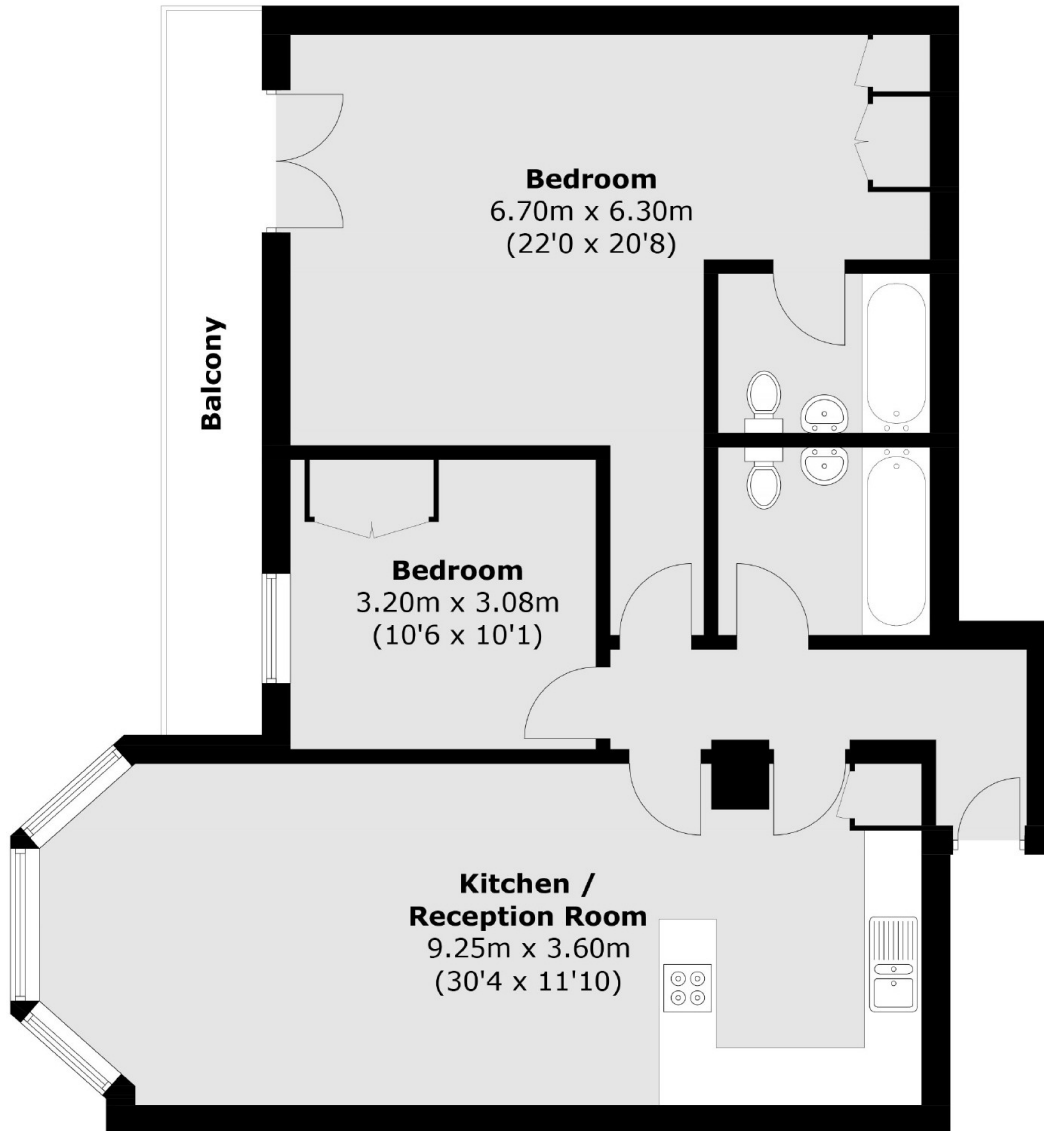 Bedroom
6.70m x 6.30m
(22'0 x 20'8)
Balcony
Bedroom
3.20m x 3.08m
(10'6 x 10'1)
Kitchen /
Reception Room
9.25m x 3.60m
(30'4 x 11'10)